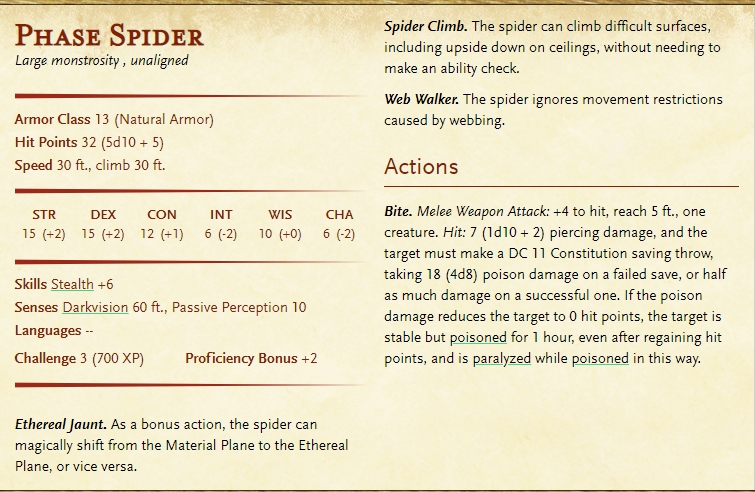 Phase Spider
Large monstrosity , unaligned
Armor Class 13 (Natural Armor)
Hit Points 32 (5d10 + 5)
Speed 30 ft., climb 30 ft.
STR DEX CON INT WIS CHA
15 (+2) 15 (+2) 12 (+1) 6 (-2) 10 (+0) 6 (-2)
Skills Stealth +6
Senses Darkvision 60 ft., Passive Perception 10
Languages --
Challenge 3 (700 XP) Proficiency Bonus +2
Ethereal Jaunt. As a bonus action, the spider can
magically shift from the Material Plane to the Ethereal
Plane, or vice versa.
Spider Climb. The spider can climb difficult surfaces,
including upside down on ceilings, without needing to
make an ability check.
Web Walker. The spider ignores movement restrictions
caused by webbing.
Actions
Bite. Melee Weapon Attack: +4 to hit, reach 5 ft., one
creature. Hit: 7 (1d10 + 2) piercing damage, and the
target must make a DC 11 Constitution saving throw,
taking 18 (4d8) poison damage on a failed save, or half
as much damage on a successful one. If the poison
damage reduces the target to 0 hit points, the target is
stable but poisoned for 1 hour, even after regaining hit
points, and is paralyzed while poisoned in this way.